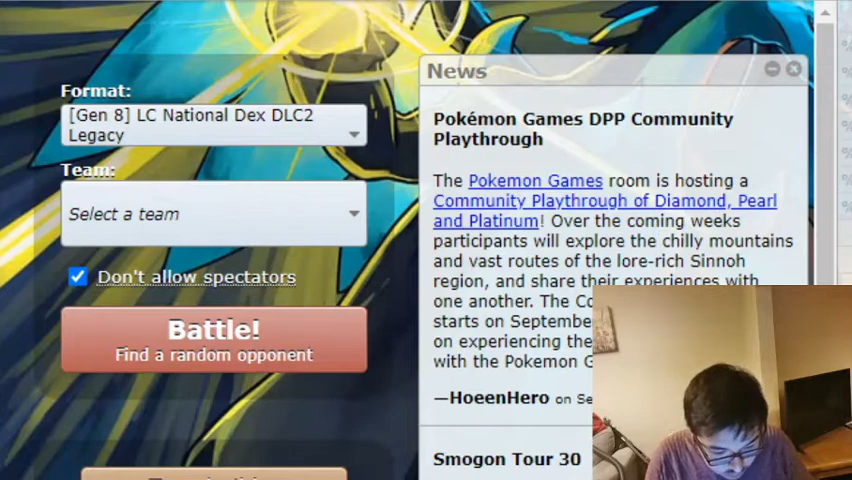 Format:
[Gen 8] LC National Dex DLC2
Legacy
Team:
Select a team
Don't allow spectators
Battle!
Find a random opponent
News
Pokémon Games DPP Community
Playthrough
The Pokemon Games room is hosting a
Community Playthrough of Diamond, Pearl
and Platinum! Over the coming weeks
participants will explore the chilly mountains
and vast routes of the lore-rich Sinnoh
region, and share their experiences with
one another. The
starts on September
on experiencing the
with the Pokemon
—HoeenHero on
Smogon Tour 30